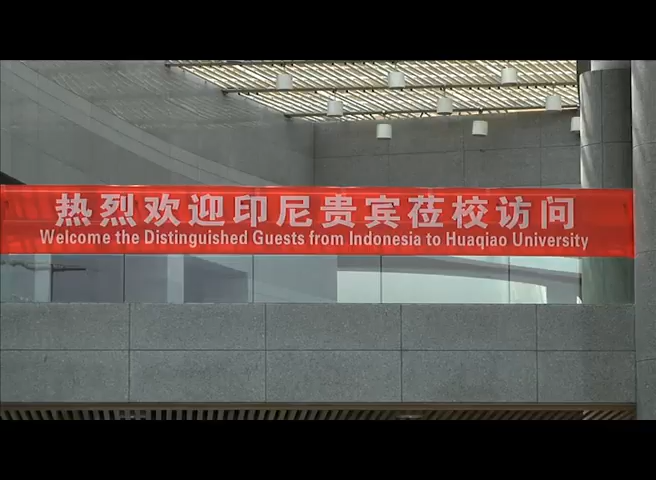 热烈欢迎印尼贵宾莅校访问
Welcome the Distinguished Guests from Indonesia to Huaqiao University